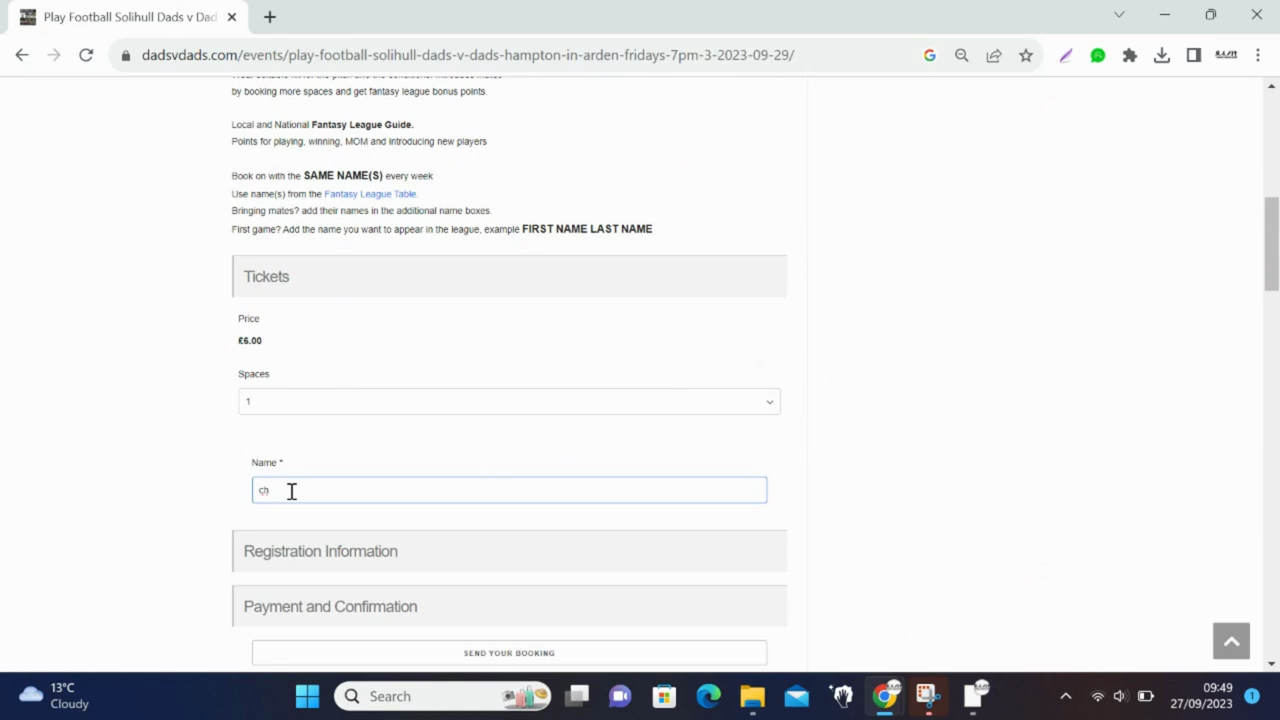 Play Football Solihull Dads v Dad
dadsvdads.com/events/play-football-solihull-dads-v-dads-hampton-in-arden-fridays-7pm-3-2023-09-29/
by booking more spaces and get fantasy league bonus points.
Local and National Fantasy League Guide.
Points for playing, winning, MOM and introducing new players
Book on with the SAME NAME(S) every week
Use name(s) from the Fantasy League Table.
Bringing mates? add their names in the additional name boxes.
First game? Add the name you want to appear in the league, example FIRST NAME LAST NAME
Tickets
Price
£6.00
Spaces
1
Name *
ch
Registration Information
Payment and Confirmation
SEND YOUR BOOKING
13°C
Cloudy
Search
09:49
27/09/2023
1